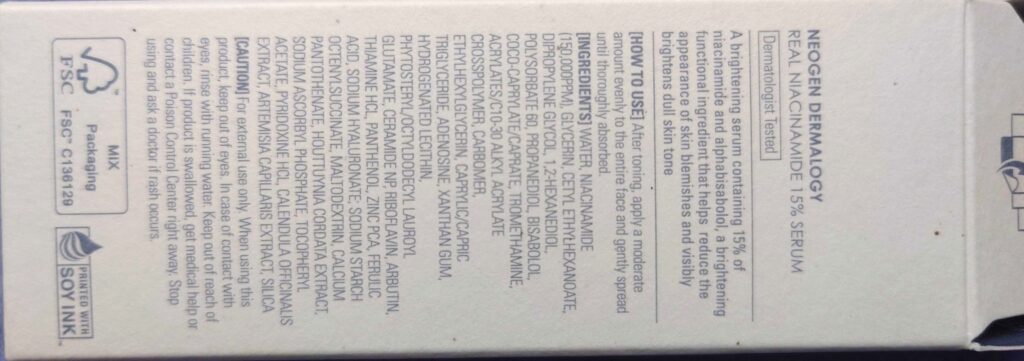 NEOGEN DERMALOGY
REAL NIACINAMIDE 15% SERUM
Dermatologist Tested
A brightening serum containing 15% of
niacinamide and alphabisabolol, a brightening
functional ingredient that helps reduce the
appearance of skin blemishes and visibly
brightens dull skin tone
[HOW TO USE] After toning, apply a moderate
amount evenly to the entire face and gently spread
until thoroughly absorbed.
[INGREDIENTS] WATER, NIACINAMIDE
(150,000PPM), GLYCERIN, CETYL ETHYLHEXANOATE,
DIPROPYLENE GLYCOL, 1,2-HEXANEDIOL,
POLYSORBATE 60, PROPANEDIOL, BISABOLOL,
COCO-CAPRYLATE/CAPRATE, TROMETHAMINE,
ACRYLATES/C10-30 ALKYL ACRYLATE
CROSSPOLYMER, CARBOMER,
ETHYLHEXYLGLYCERIN, CAPRYLIC/CAPRIC
TRIGLYCERIDE, ADENOSINE, XANTHAN GUM,
HYDROGENATED LECITHIN,
PHYTOSTERYL/OCTYLDODECYL LAUROYL
GLUTAMATE, CERAMIDE NP, RIBOFLAVIN, ARBUTIN,
THIAMINE HCL, PANTHENOL, ZINC PCA, FERULIC
ACID, SODIUM HYALURONATE, SODIUM STARCH
OCTENYLSUCCINATE, MALTODEXTRIN, CALCIUM
PANTOTHENATE, HOUTTUYNIA CORDATA EXTRACT,
SODIUM ASCORBYL PHOSPHATE, TOCOPHERYL
ACETATE, PYRIDOXINE HCL, CALENDULA OFFICINALIS
EXTRACT, ARTEMISIA CAPILLARIS EXTRACT, SILICA
[CAUTION] For external use only. When using this
product, keep out of eyes. In case of contact with
eyes, rinse with running water. Keep out of reach of
children. If product is swallowed, get medical help or
contact a Poison Control Center right away. Stop
using and ask a doctor if rash occurs.
FSC
MIX
Packaging
FSC™ C136129
PRINTED WITH
SOY INK™